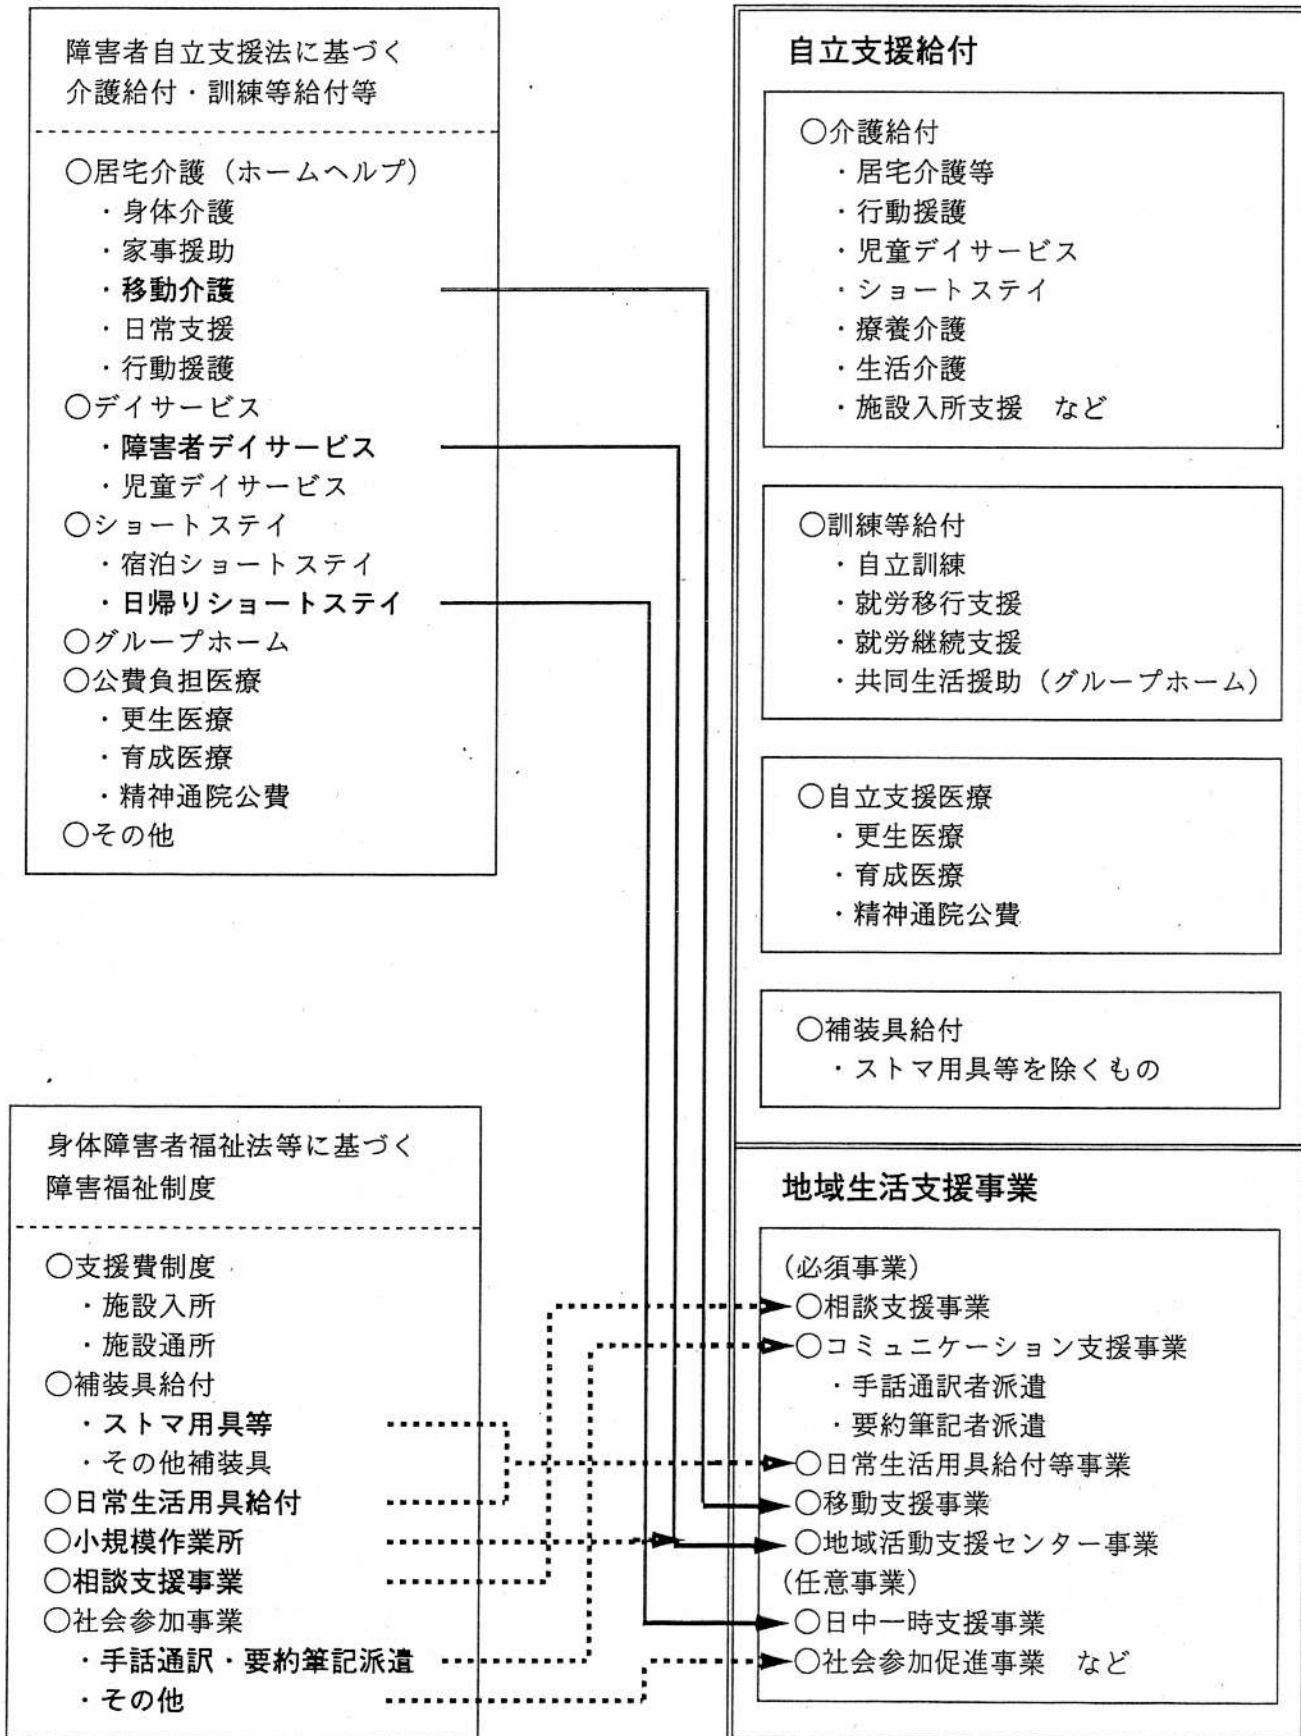 障害者自立支援法に基づく
介護給付・訓練等給付等
○居宅介護（ホームヘルプ）
・身体介護
・家事援助
・移動介護
・日常支援
・行動援護
○デイサービス
・障害者デイサービス
・児童デイサービス
○ショートステイ
・宿泊ショートステイ
・日帰りショートステイ
○グループホーム
○公費負担医療
・更生医療
・育成医療
・精神通院公費
○その他
身体障害者福祉法等に基づく
障害福祉制度
○支援費制度
・施設入所
・施設通所
○補装具給付
・ストマ用具等
・その他補装具
○日常生活用具給付
○小規模作業所
○相談支援事業
○社会参加事業
・手話通訳・要約筆記派遣
・その他
自立支援給付
○介護給付
・居宅介護等
・行動援護
・児童デイサービス
・ショートステイ
・療養介護
・生活介護
・施設入所支援　など
○訓練等給付
・自立訓練
・就労移行支援
・就労継続支援
・共同生活援助（グループホーム）
○自立支援医療
・更生医療
・育成医療
・精神通院公費
○補装具給付
・ストマ用具等を除くもの
地域生活支援事業
（必須事業）
○相談支援事業
○コミュニケーション支援事業
・手話通訳者派遣
・要約筆記者派遣
○日常生活用具給付等事業
○移動支援事業
○地域活動支援センター事業
（任意事業）
○日中一時支援事業
○社会参加促進事業　など